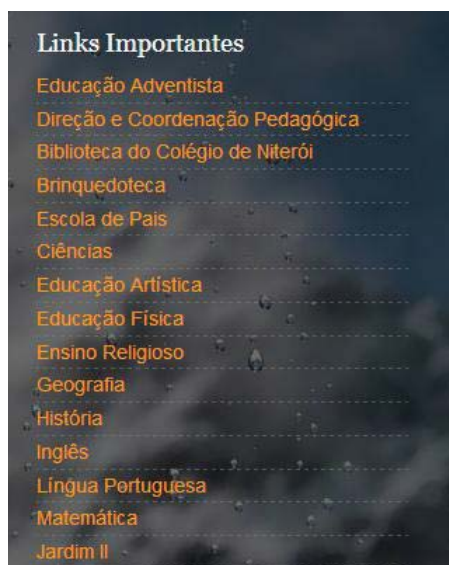 Links Importantes
Educação Adventista
Direção e Coordenação Pedagógica
Biblioteca do Colégio de Niterói
Brinquedoteca
Escola de Pais
Ciências
Educação Artística
Educação Física
Ensino Religioso
Geografia
História
Inglês
Língua Portuguesa
Matemática
Jardim II